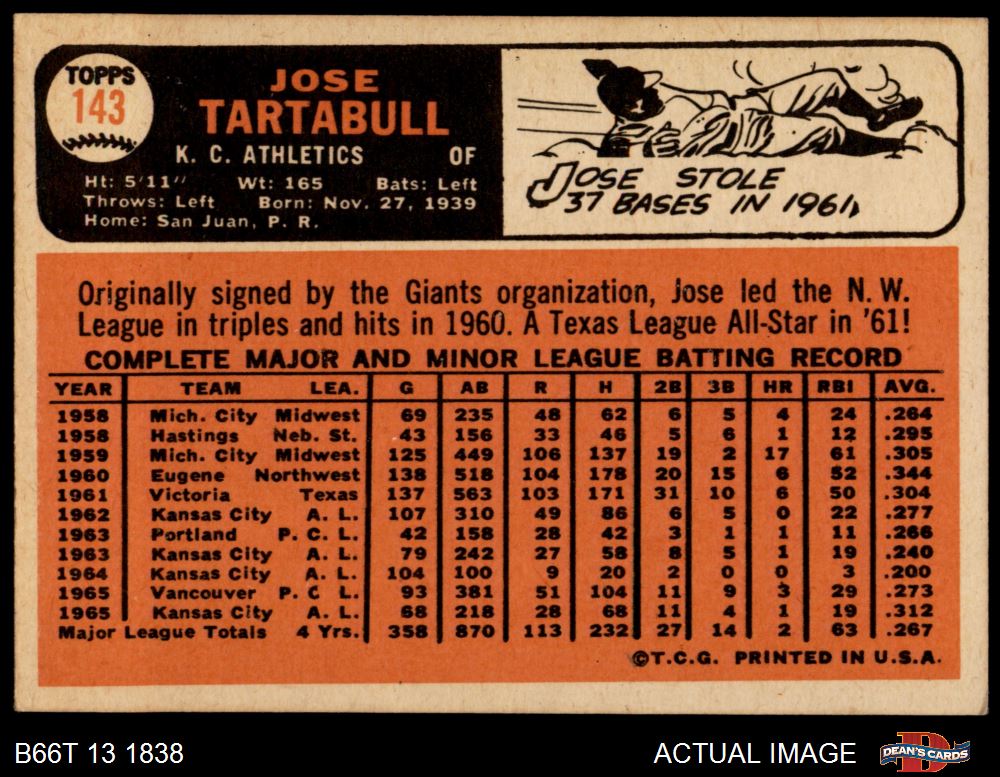 TOPPS
143
JOSE
TARTABULL
K. C. ATHLETICS OF
Ht: 5'11" Wt: 165 Bats: Left
Throws: Left Born: Nov. 27, 1939
Home: San Juan, P. R.
JOSE STOLE
37 BASES IN 1961,
Originally signed by the Giants organization, Jose led the N. W.
League in triples and hits in 1960. A Texas League All-Star in '61!
COMPLETE MAJOR AND MINOR LEAGUE BATTING RECORD
YEAR TEAM LEA. G AB R H 2B 3B HR RBI AVG.
1958 Mich. City Midwest 69 235 48 62 6 5 4 24 .264
1958 Hastings Neb. St. 43 156 33 46 5 6 1 12 .295
1959 Mich. City Midwest 125 449 106 137 19 2 17 61 .305
1960 Eugene Northwest 138 518 104 178 20 15 6 52 .344
1961 Victoria Texas 137 563 103 171 31 10 6 50 .304
1962 Kansas City A. L. 107 310 49 86 6 5 0 22 .277
1963 Portland P. C. L. 42 158 28 42 3 1 1 11 .266
1963 Kansas City A. L. 79 242 27 58 8 5 1 19 .240
1964 Kansas City A. L. 104 100 9 20 2 0 0 3 .200
1965 Vancouver P. C L. 93 381 51 104 11 9 3 29 .273
1965 Kansas City A. L. 68 218 28 68 11 4 1 19 .312
Major League Totals 4 Yrs. 358 870 113 232 27 14 2 63 .267
©T.C.G. PRINTED IN U.S.A.
B66T 13 1838 ACTUAL IMAGE DEAN'S CARDS